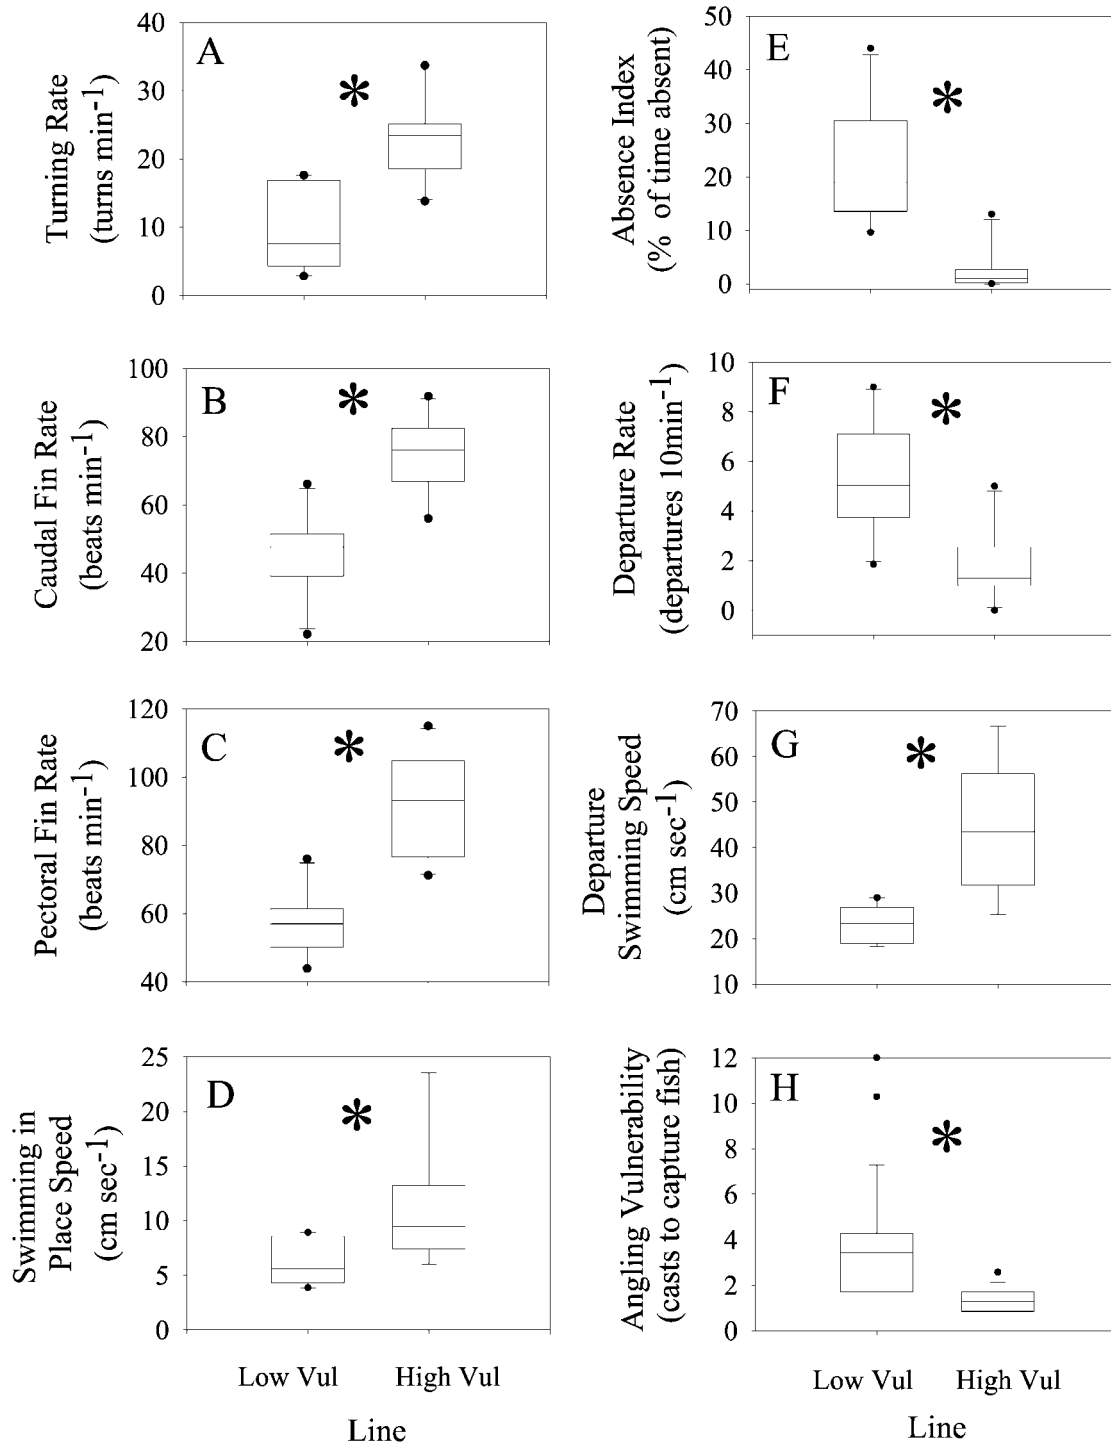 A
Turning Rate
(turns min-1)
40
30
20
10
0
*
E
Absence Index
(% of time absent)
50
40
30
20
10
0
*
B
Caudal Fin Rate
(beats min-1)
100
80
60
40
20
*
F
Departure Rate
(departures 10min-1)
10
8
6
4
2
0
*
C
Pectoral Fin Rate
(beats min-1)
120
100
80
60
40
*
G
Departure
Swimming Speed
(cm sec-1)
70
60
50
40
30
20
10
*
D
Swimming in
Place Speed
(cm sec-1)
25
20
15
10
5
0
*
Low Vul High Vul
Line
H
Angling Vulnerability
(casts to capture fish)
12
10
8
6
4
2
0
*
Low Vul High Vul
Line